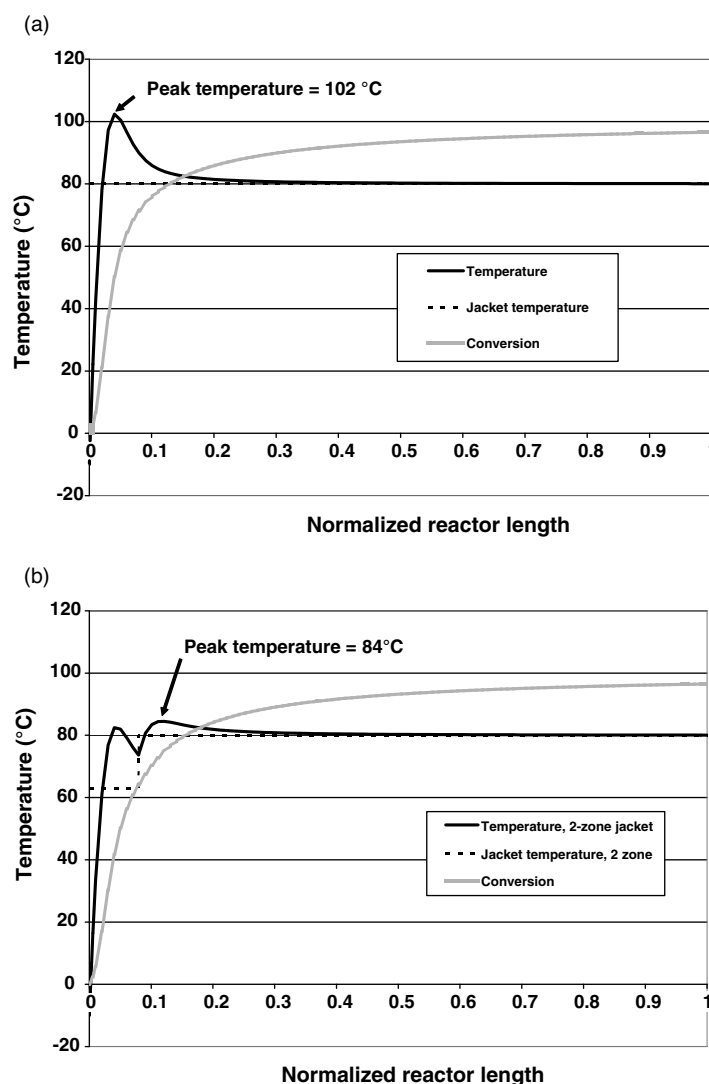 (a)
120
100
80
60
40
20
0
-20
Temperature (°C)
Peak temperature = 102 °C
Temperature
Jacket temperature
Conversion
0 0.1 0.2 0.3 0.4 0.5 0.6 0.7 0.8 0.9 1
Normalized reactor length
(b)
120
100
80
60
40
20
0
-20
Temperature (°C)
Peak temperature = 84°C
Temperature, 2-zone jacket
Jacket temperature, 2 zone
Conversion
0 0.1 0.2 0.3 0.4 0.5 0.6 0.7 0.8 0.9 1
Normalized reactor length